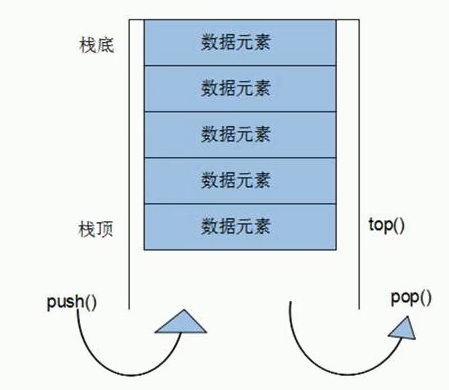 栈底
数据元素
数据元素
数据元素
数据元素
栈顶
数据元素
top()
push()
pop()